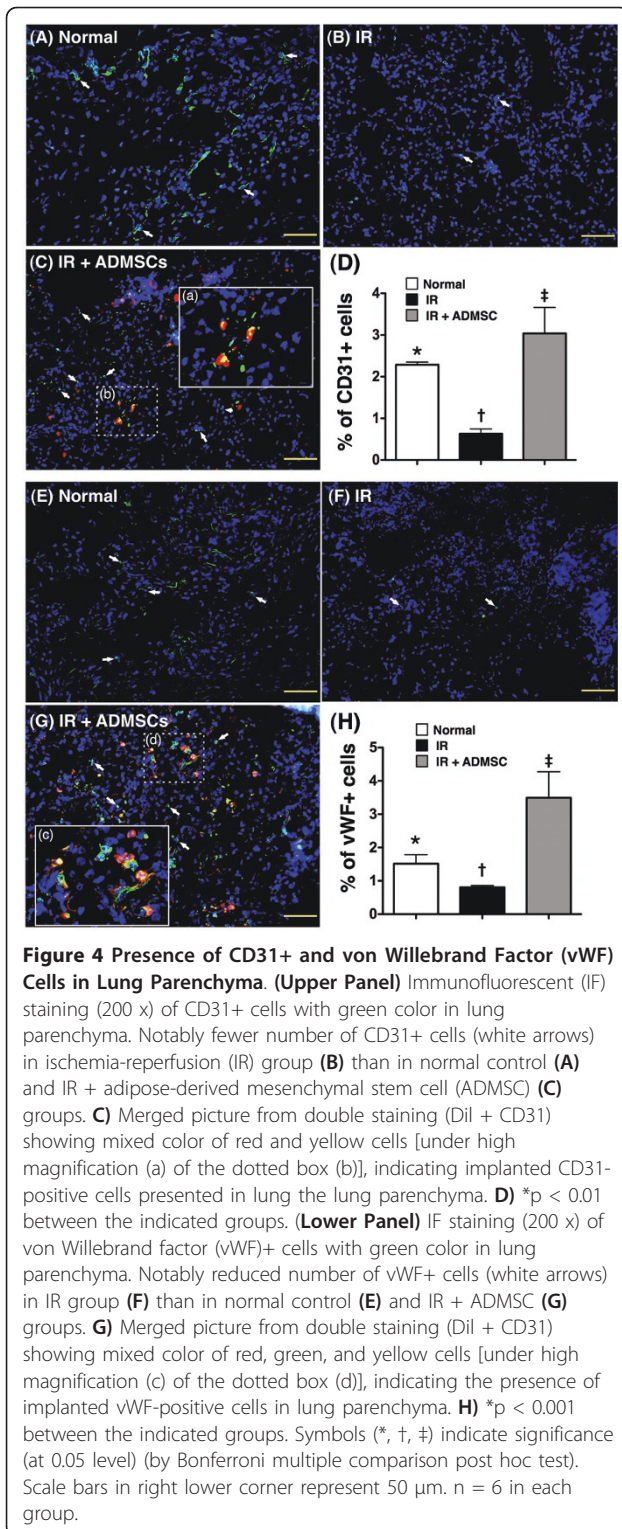 (A) Normal
(B) IR
(C) IR + ADMSCs
(a)
(b)
(D)
Normal
IR
IR + ADMSC
% of CD31+ cells
4
3
2
1
0
*
†
‡
(E) Normal
(F) IR
(G) IR + ADMSCs
(d)
(c)
(H)
Normal
IR
IR + ADMSC
% of vWF+ cells
5
4
3
2
1
0
*
†
‡
Figure 4 Presence of CD31+ and von Willebrand Factor (vWF)
Cells in Lung Parenchyma. (Upper Panel) Immunofluorescent (IF)
staining (200 x) of CD31+ cells with green color in lung
parenchyma. Notably fewer number of CD31+ cells (white arrows)
in ischemia-reperfusion (IR) group (B) than in normal control (A)
and IR + adipose-derived mesenchymal stem cell (ADMSC) (C)
groups. C) Merged picture from double staining (Dil + CD31)
showing mixed color of red and yellow cells [under high
magnification (a) of the dotted box (b)], indicating implanted CD31-
positive cells presented in lung the lung parenchyma. D) *p < 0.01
between the indicated groups. (Lower Panel) IF staining (200 x) of
von Willebrand factor (vWF)+ cells with green color in lung
parenchyma. Notably reduced number of vWF+ cells (white arrows)
in IR group (F) than in normal control (E) and IR + ADMSC (G)
groups. G) Merged picture from double staining (Dil + CD31)
showing mixed color of red, green, and yellow cells [under high
magnification (c) of the dotted box (d)], indicating the presence of
implanted vWF-positive cells in lung parenchyma. H) *p < 0.001
between the indicated groups. Symbols (*, †, ‡) indicate significance
(at 0.05 level) (by Bonferroni multiple comparison post hoc test).
Scale bars in right lower corner represent 50 μm. n = 6 in each
group.